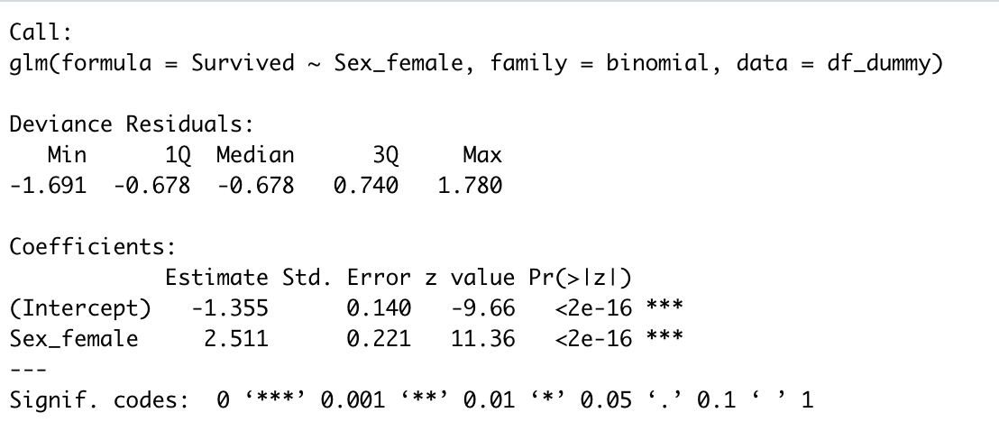 Call:
glm(formula = Survived ~ Sex_female, family = binomial, data = df_dummy)
Deviance Residuals:
   Min      1Q  Median      3Q     Max
-1.691  -0.678  -0.678   0.740   1.780
Coefficients:
            Estimate Std. Error z value Pr(>|z|)
(Intercept)   -1.355      0.140   -9.66   <2e-16 ***
Sex_female     2.511      0.221   11.36   <2e-16 ***
---
Signif. codes:  0 ‘***’ 0.001 ‘**’ 0.01 ‘*’ 0.05 ‘.’ 0.1 ‘ ’ 1